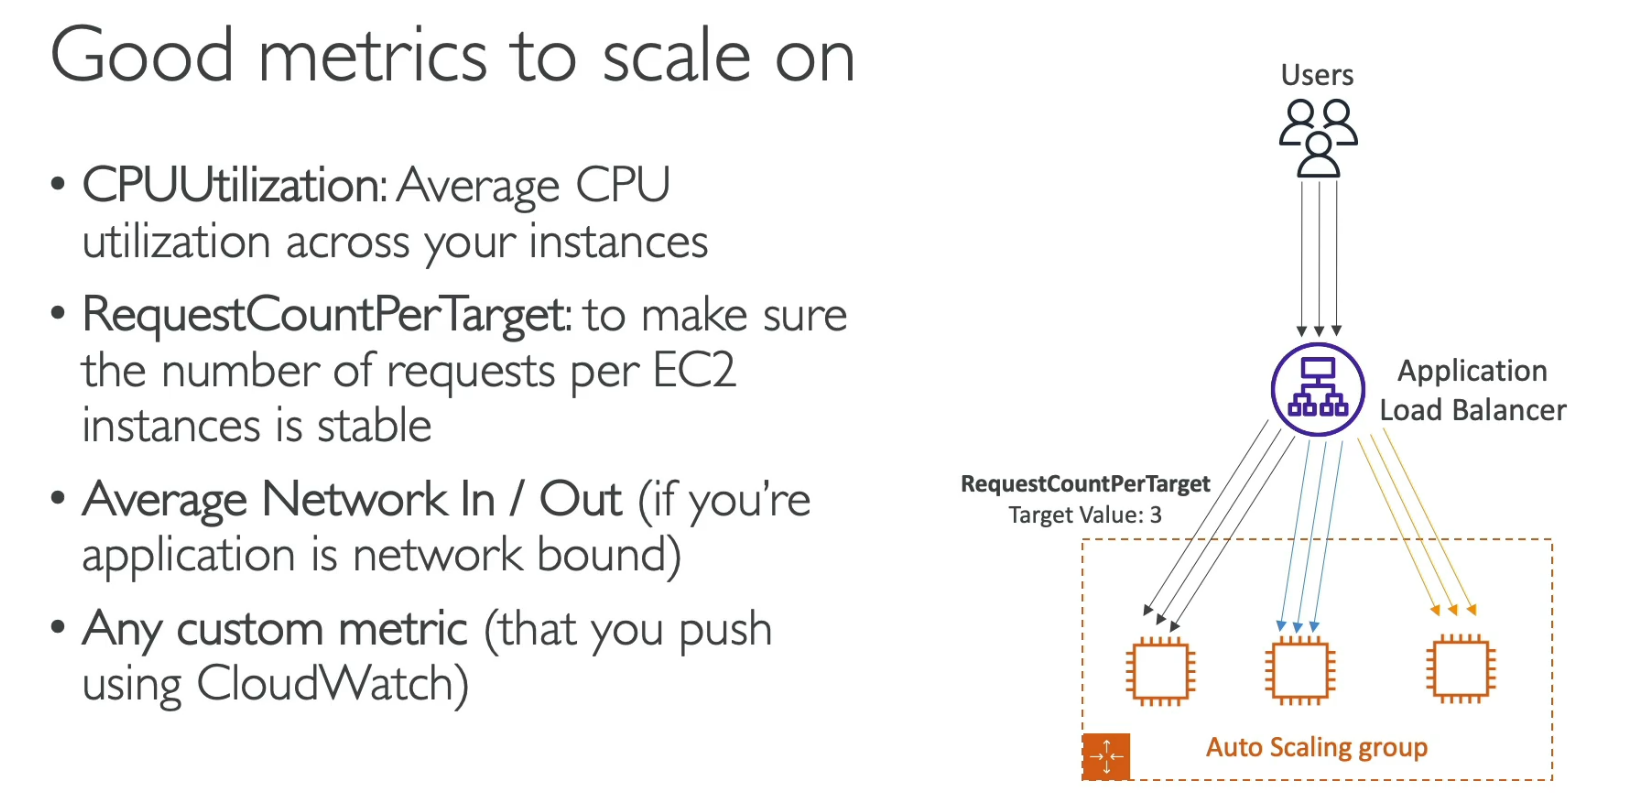 Good metrics to scale on
• CPUUtilization: Average CPU
utilization across your instances
• RequestCountPerTarget: to make sure
the number of requests per EC2
instances is stable
• Average Network In / Out (if you're
application is network bound)
• Any custom metric (that you push
using CloudWatch)
Users
Application
Load Balancer
RequestCountPerTarget
Target Value: 3
Auto Scaling group